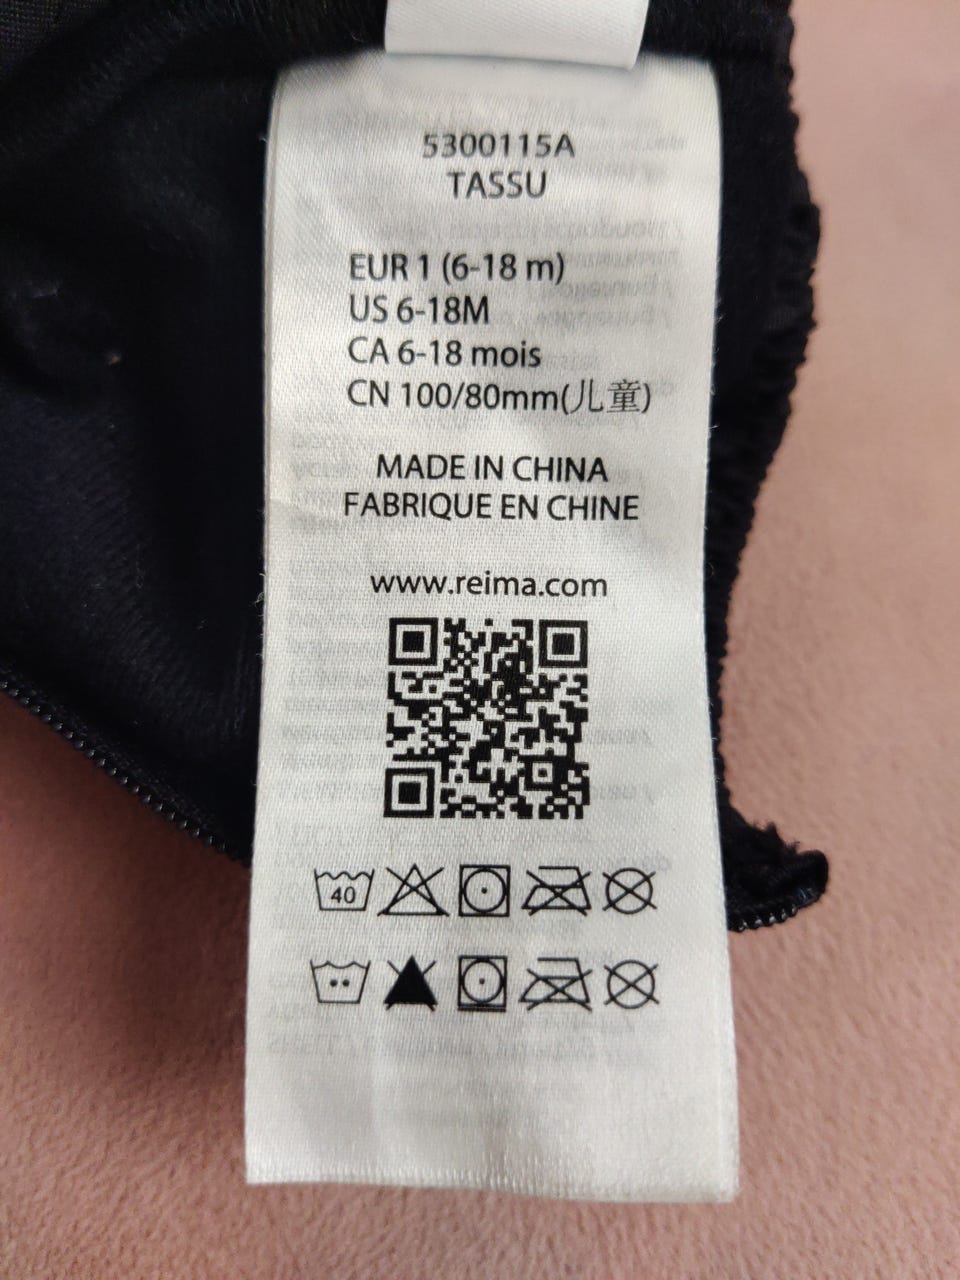 5300115A
TASSU
EUR 1 (6-18 m)
US 6-18M
CA 6-18 mois
CN 100/80mm(儿童)
MADE IN CHINA
FABRIQUE EN CHINE
www.reima.com
40